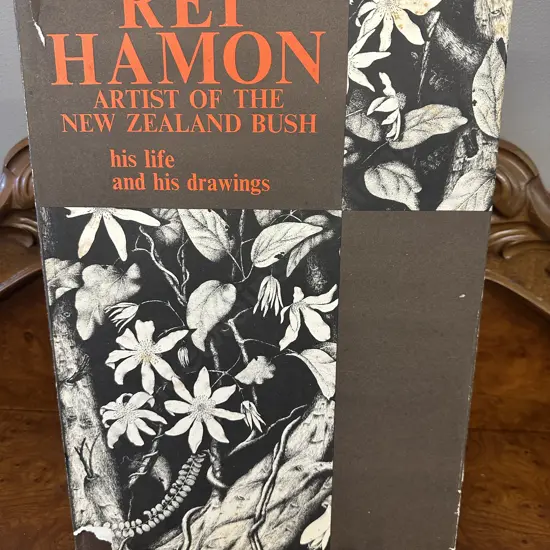 REI
HAMON
ARTIST OF THE
NEW ZEALAND BUSH
his life
and his drawings